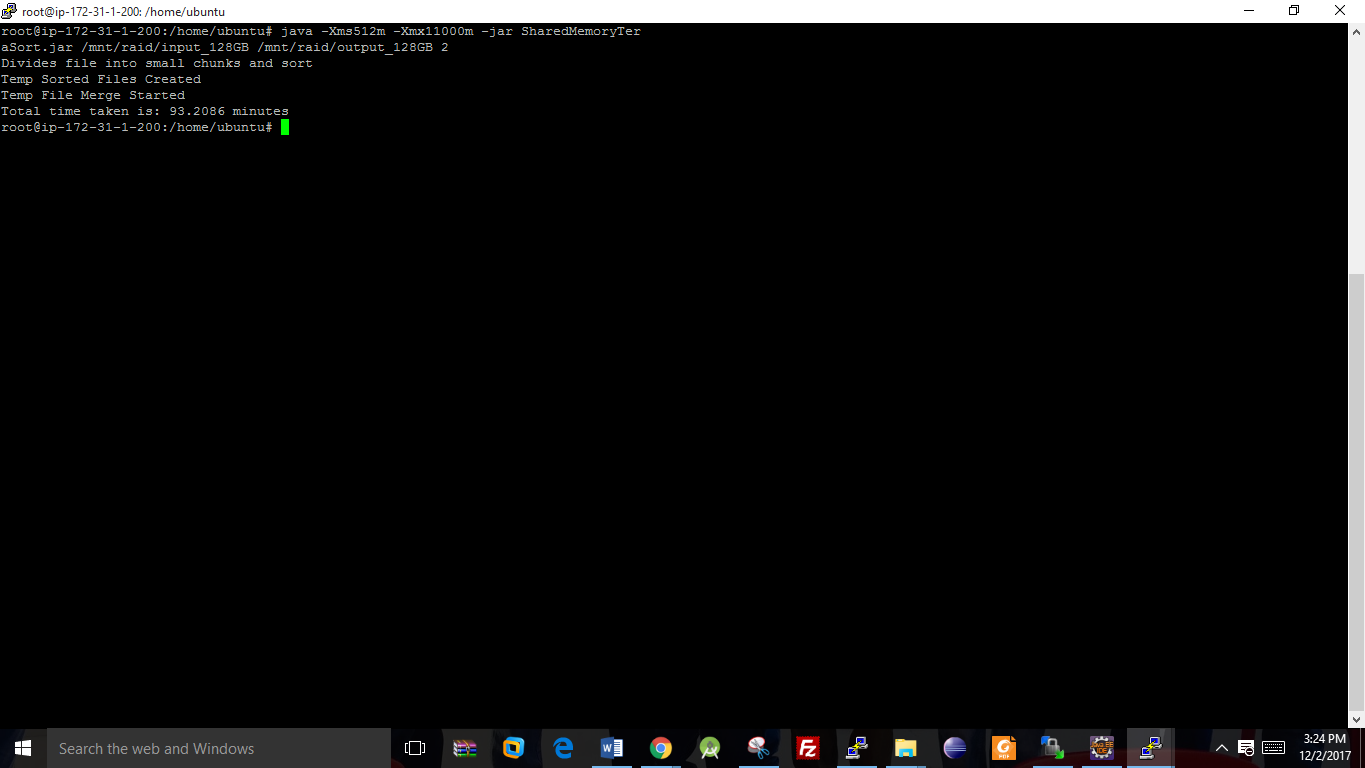 root@ip-172-31-1-200: /home/ubuntu
root@ip-172-31-1-200:/home/ubuntu# java -Xms512m -Xmx11000m -jar SharedMemoryTer
aSort.jar /mnt/raid/input_128GB /mnt/raid/output_128GB 2
Divides file into small chunks and sort
Temp Sorted Files Created
Temp File Merge Started
Total time taken is: 93.2086 minutes
root@ip-172-31-1-200:/home/ubuntu#
Search the web and Windows
3:24 PM
12/2/2017